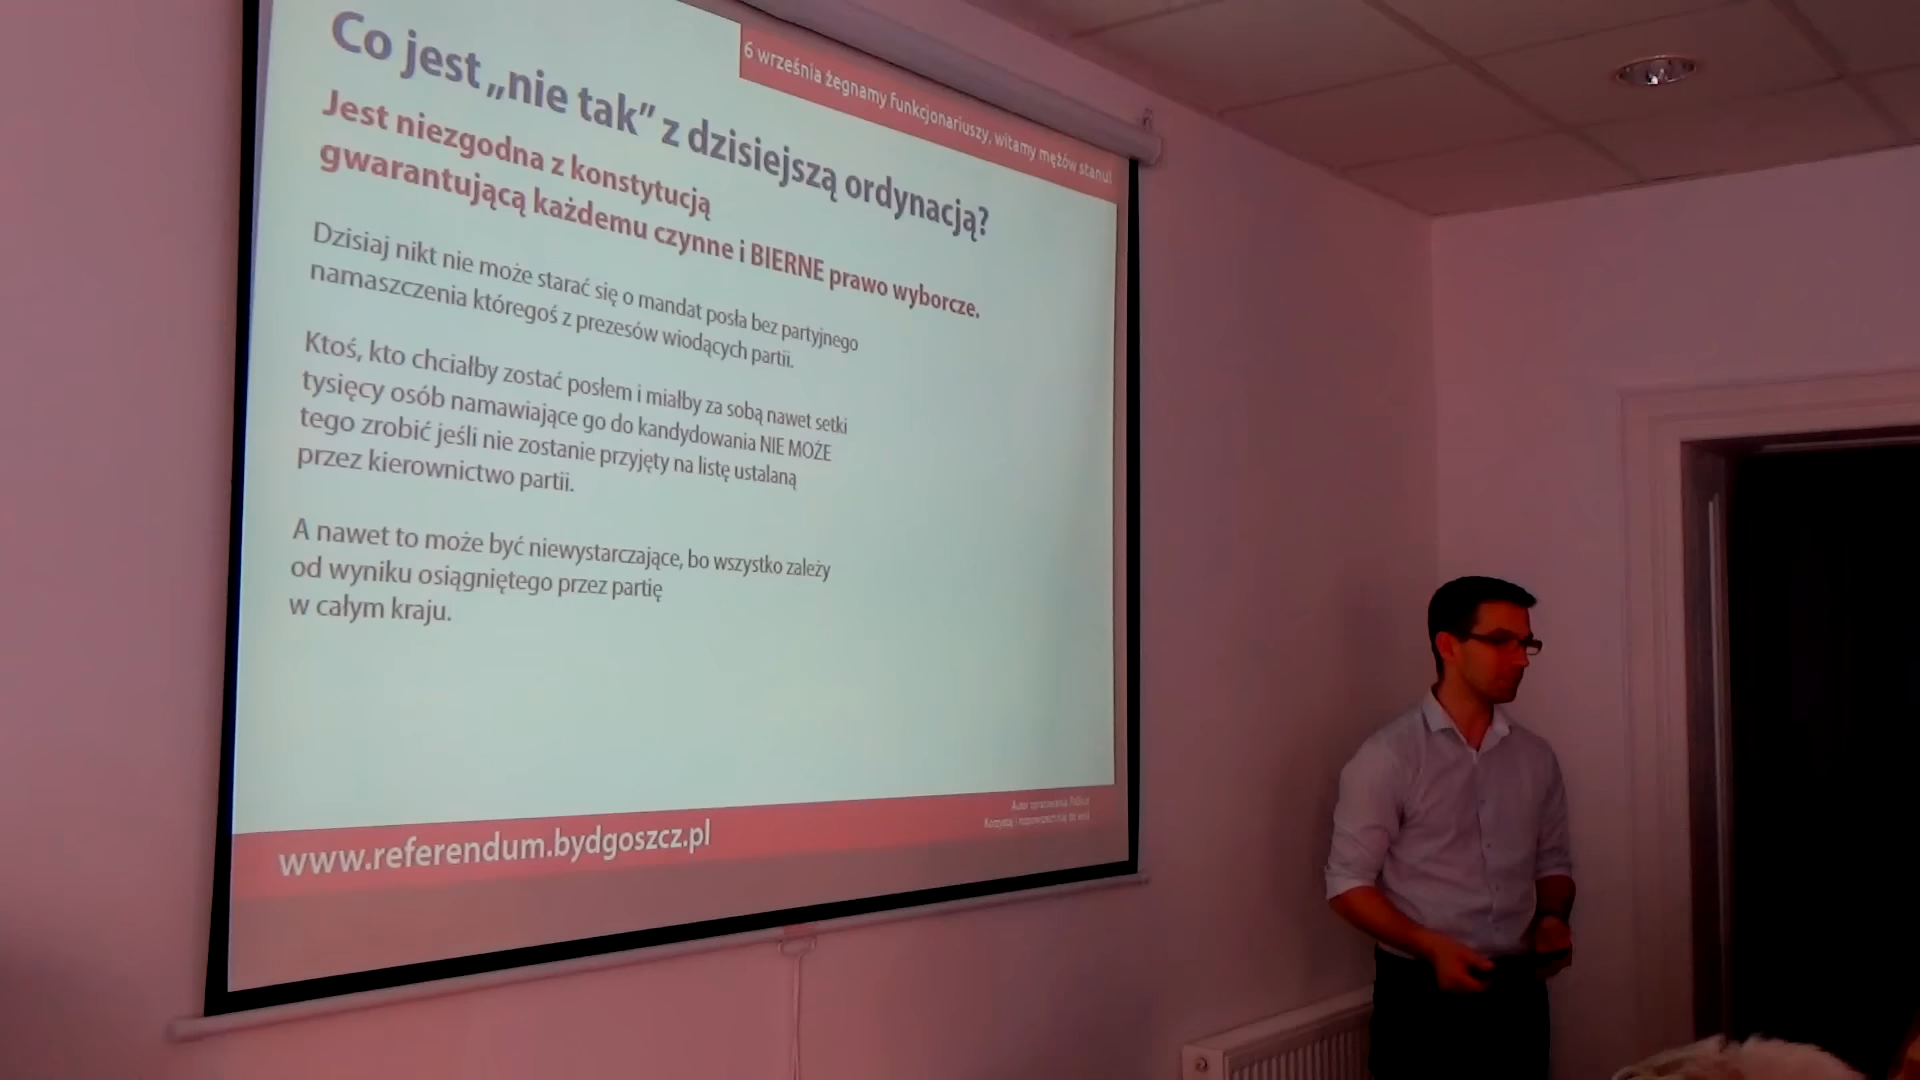 6 września żegnamy funkcjonariuszy, witamy mężów stanu!
Co jest „nie tak” z dzisiejszą ordynacją?
Jest niezgodna z konstytucją
gwarantującą każdemu czynne i BIERNE prawo wyborcze.
Dzisiaj nikt nie może starać się o mandat posła bez partyjnego
namaszczenia któregoś z prezesów wiodących partii.
Ktoś, kto chciałby zostać posłem i miałby za sobą nawet setki
tysięcy osób namawiające go do kandydowania NIE MOŻE
tego zrobić jeśli nie zostanie przyjęty na listę ustalaną
przez kierownictwo partii.
A nawet to może być niewystarczające, bo wszystko zależy
od wyniku osiągniętego przez partię
w całym kraju.
www.referendum.bydgoszcz.pl
Autor opracowania